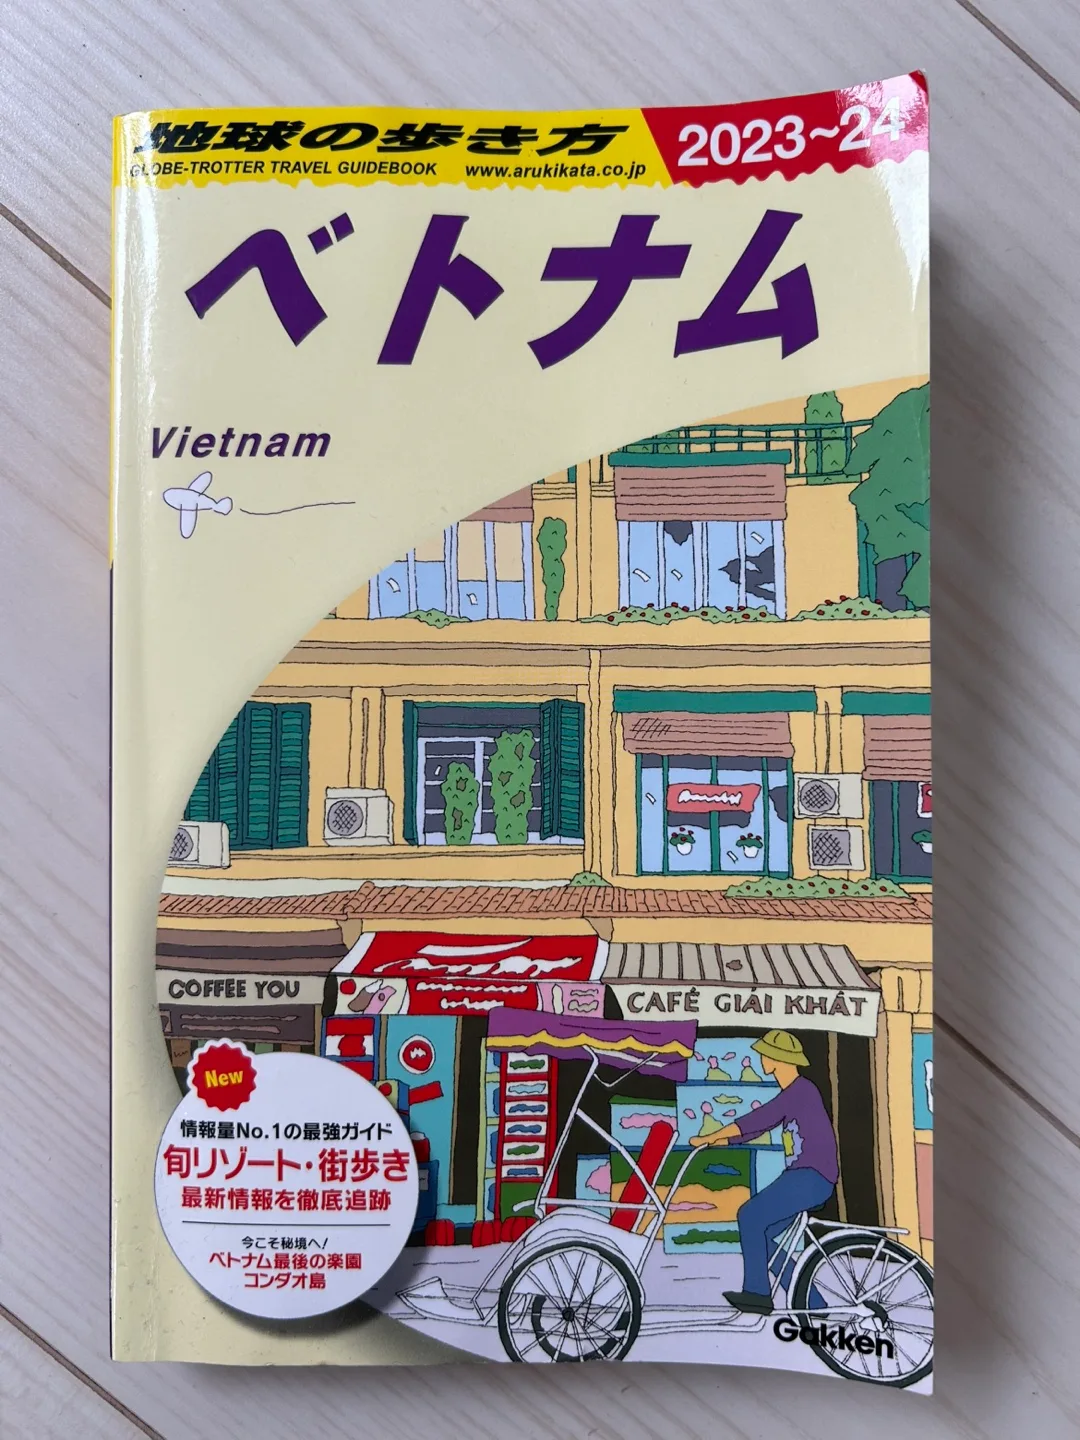 地球の歩き方
2023~24
GLOBE-TROTTER TRAVEL GUIDEBOOK www.arukikata.co.jp
ベトナム
Vietnam
COFFEE YOU
CAFÉ GIẢI KHÁT
New
情報量No.1の最強ガイド
旬リゾート・街歩き
最新情報を徹底追跡
今こそ秘境へ!
ベトナム最後の楽園
コンダオ島
Gakken